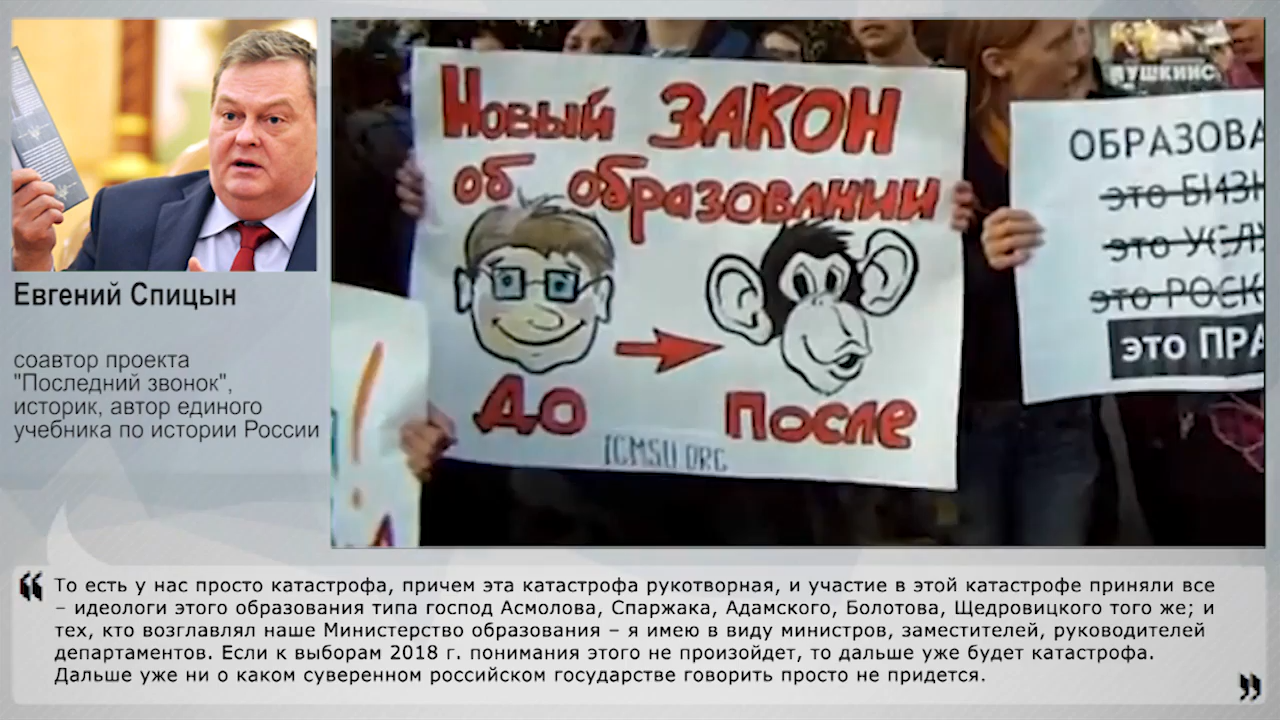 Евгений Спицын
соавтор проекта
"Последний звонок",
историк, автор единого
учебника по истории России
Новый ЗАКОН
об образовании
До
После
ICMSU.ORG
ПУШКИНС
ОБРАЗОВА
это БИЗН
это УСЛУ
это РОСК
это ПРА
“ То есть у нас просто катастрофа, причем эта катастрофа рукотворная, и участие в этой катастрофе приняли все
– идеологи этого образования типа господ Асмолова, Спаржака, Адамского, Болотова, Щедровицкого того же; и
тех, кто возглавлял наше Министерство образования – я имею в виду министров, заместителей, руководителей
департаментов. Если к выборам 2018 г. понимания этого не произойдет, то дальше уже будет катастрофа.
Дальше уже ни о каком суверенном российском государстве говорить просто не придется. ”